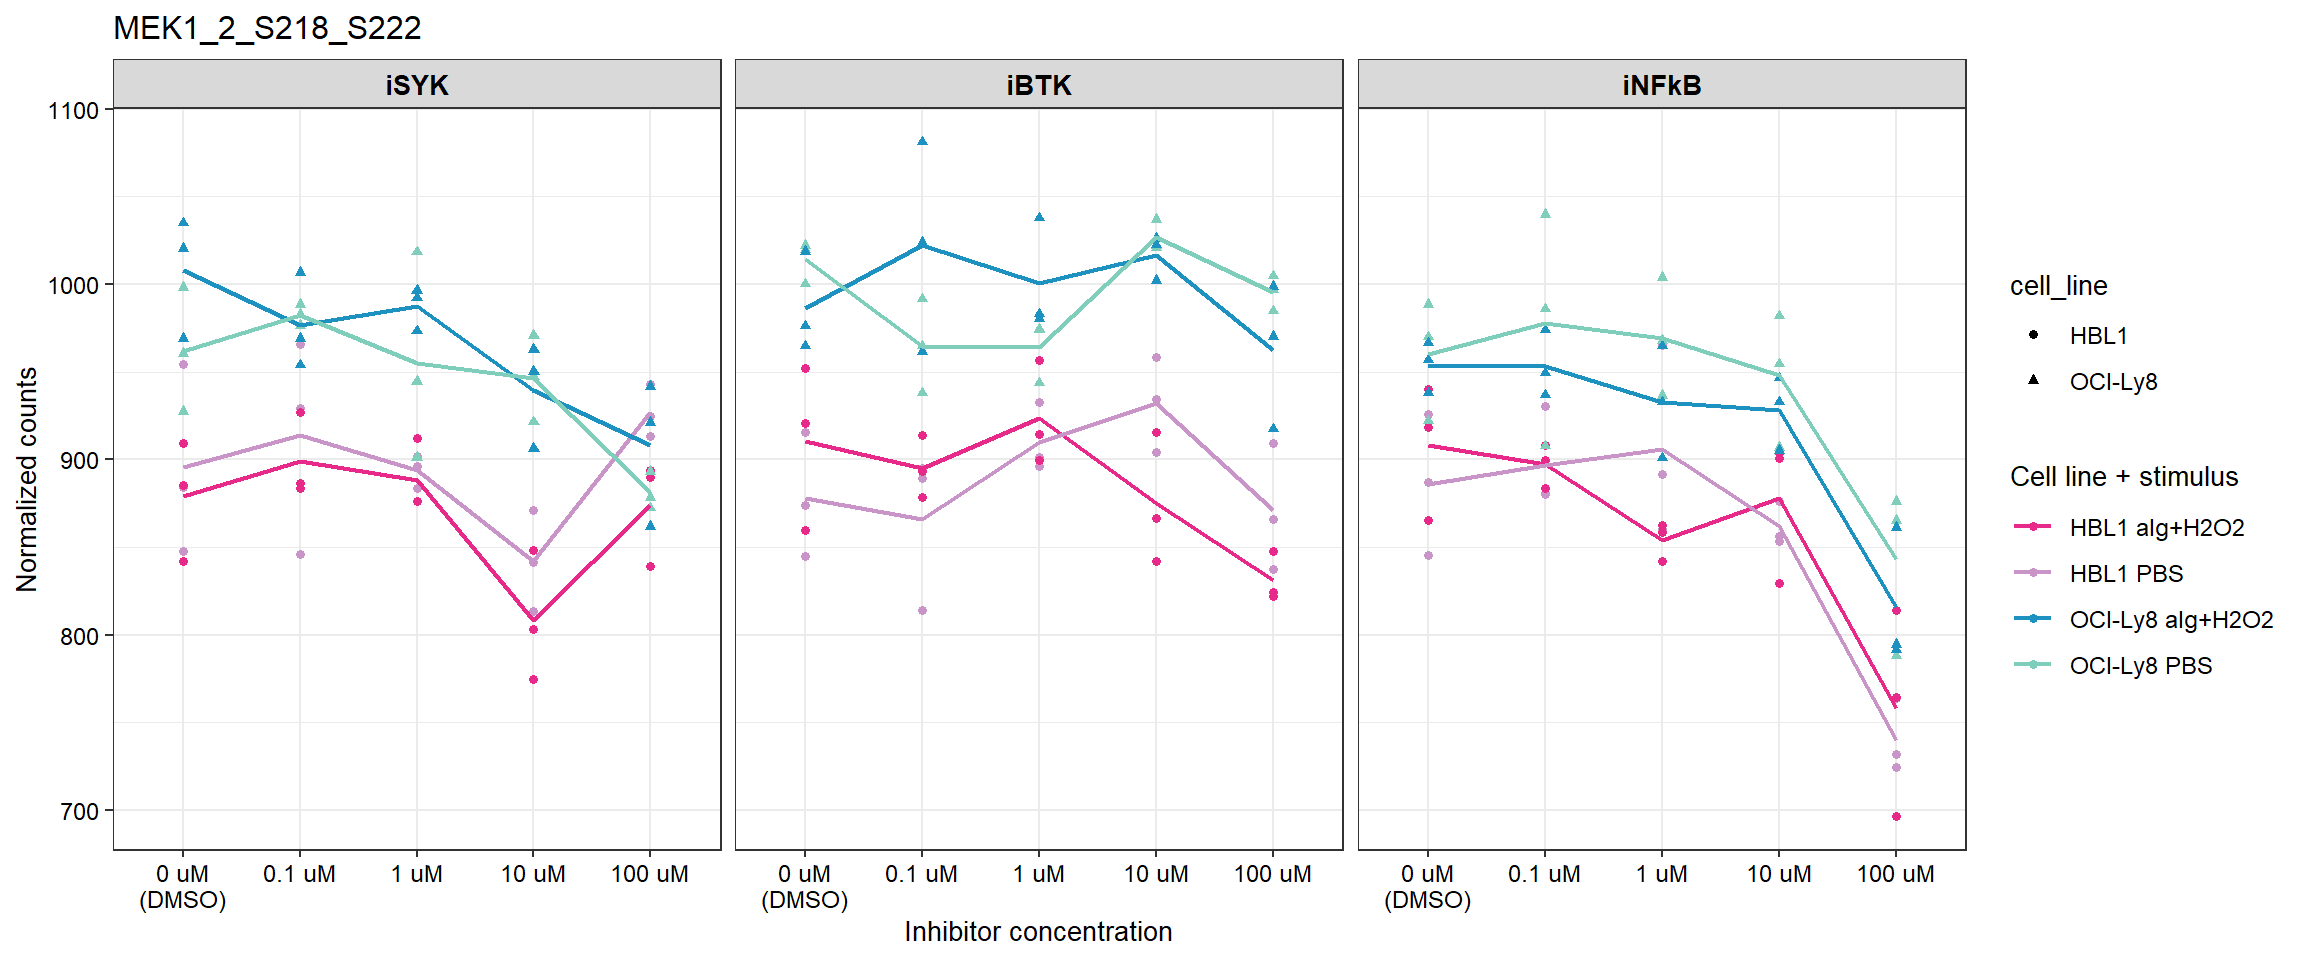 MEK1_2_S218_S222
iSYK
iBTK
iNFkB
1100
1000
900
800
700
Normalized counts
0 uM
(DMSO)
0.1 uM
1 uM
10 uM
100 uM
0 uM
(DMSO)
0.1 uM
1 uM
10 uM
100 uM
0 uM
(DMSO)
0.1 uM
1 uM
10 uM
100 uM
Inhibitor concentration
cell_line
HBL1
OCI-Ly8
Cell line + stimulus
HBL1 aIg+H2O2
HBL1 PBS
OCI-Ly8 aIg+H2O2
OCI-Ly8 PBS